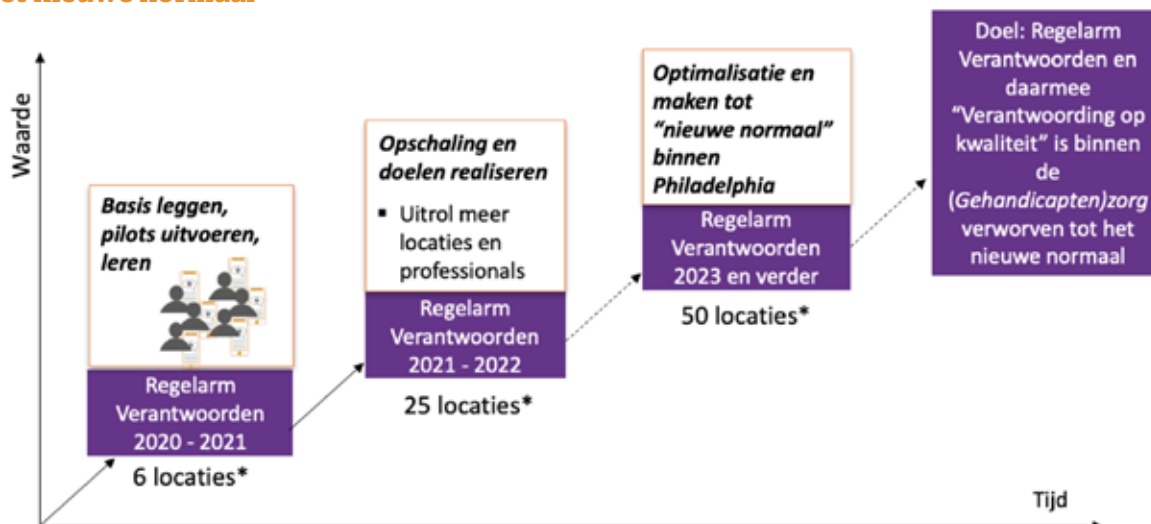 Waarde
Basis leggen,
pilots uitvoeren,
leren
Regelarm
Verantwoorden
2020 - 2021
6 locaties*
Opschaling en
doelen realiseren
▪ Uitrol meer
locaties en
professionals
Regelarm
Verantwoorden
2021 - 2022
25 locaties*
Optimalisatie en
maken tot
“nieuwe normaal”
binnen
Philadelphia
Regelarm
Verantwoorden
2023 en verder
50 locaties*
Doel: Regelarm
Verantwoorden en
daarmee
“Verantwoording op
kwaliteit” is binnen
de
(Gehandicapten)zorg
verworven tot het
nieuwe normaal
Tijd